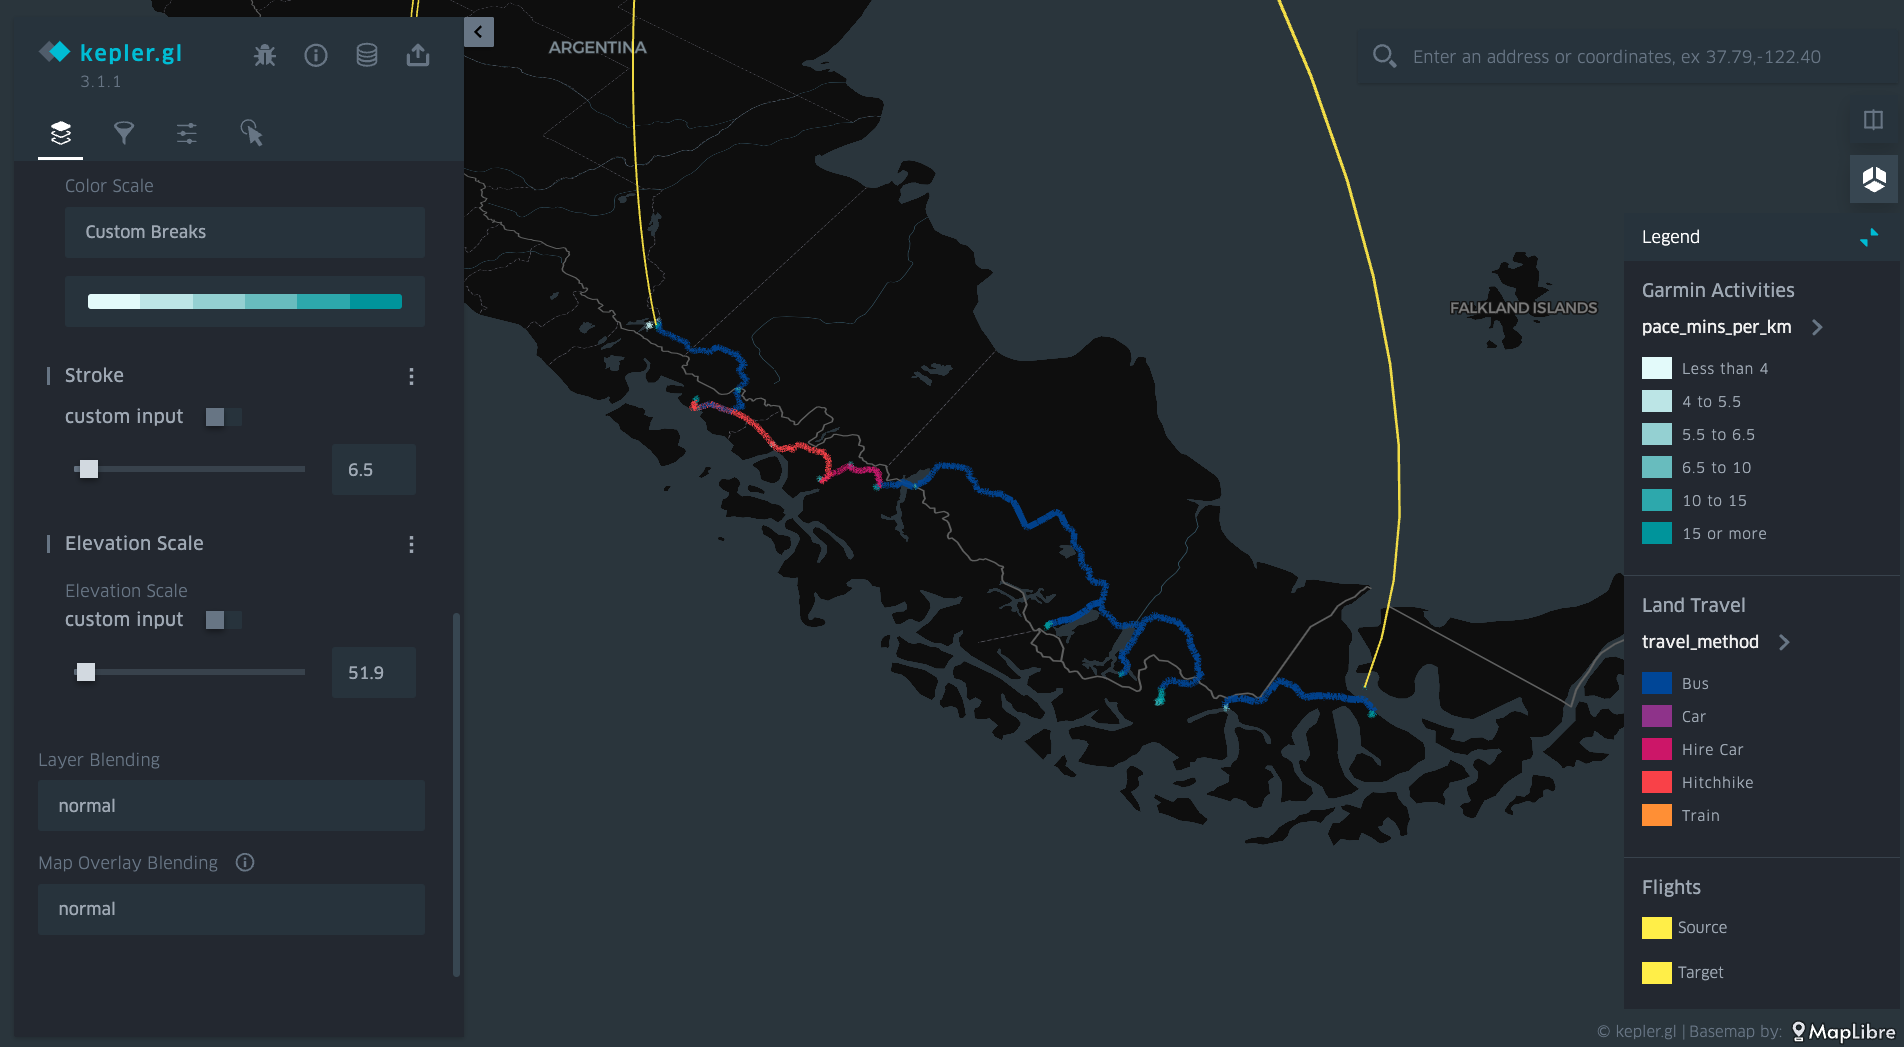 kepler.gl
3.1.1
Color Scale
Custom Breaks
Stroke
custom input
6.5
Elevation Scale
Elevation Scale
custom input
51.9
Layer Blending
normal
Map Overlay Blending
normal
ARGENTINA
FALKLAND ISLANDS
Enter an address or coordinates, ex 37.79,-122.40
Legend
Garmin Activities
pace_mins_per_km
Less than 4
4 to 5.5
5.5 to 6.5
6.5 to 10
10 to 15
15 or more
Land Travel
travel_method
Bus
Car
Hire Car
Hitchhike
Train
Flights
Source
Target
© kepler.gl | Basemap by: MapLibre